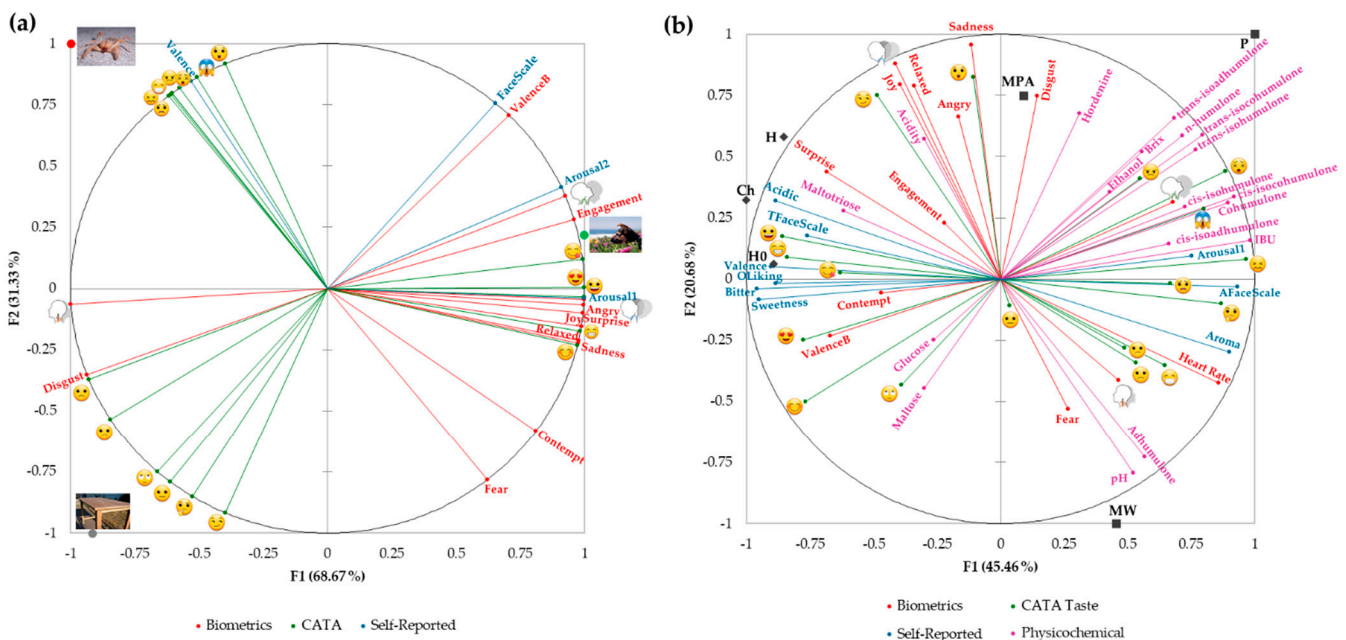 (a)
1
0.75
0.5
0.25
0
-0.25
-0.5
-0.75
-1
F2 (31.33 %)
Valence
FaceScale
ValenceB
Arousal2
Engagement
Arousal1
Angry
JoySurprise
Relaxed
Sadness
Disgust
Contempt
Fear
-1
-0.75
-0.5
-0.25
0
0.25
0.5
0.75
1
F1 (68.67 %)
Biometrics
CATA
Self-Reported
(b)
1
0.75
0.5
0.25
0
-0.25
-0.5
-0.75
-1
F2 (20.68 %)
Sadness
P
Relaxed
Joy
MPA
Disgust
Angry
Hordenine
trans-isoadhumulone
n-humulone
trans-isocohumulone
trans-isohumulone
Acidity
Brix
Ethanol
H
Surprise
Ch
Acidic
Maltotriose
Engagement
cis-isohumulone
cis-isocohumulone
Cohumulone
TFaceScale
cis-isoadhumulone
IBU
H0
Arousal1
Valence
OLiking
Bitter
Sweetness
AFaceScale
Contempt
ValenceB
Aroma
Glucose
Heart Rate
Maltose
Fear
Adhumulone
pH
MW
-1
-0.75
-0.5
-0.25
0
0.25
0.5
0.75
1
F1 (45.46 %)
Biometrics
CATA Taste
Self-Reported
Physicochemical